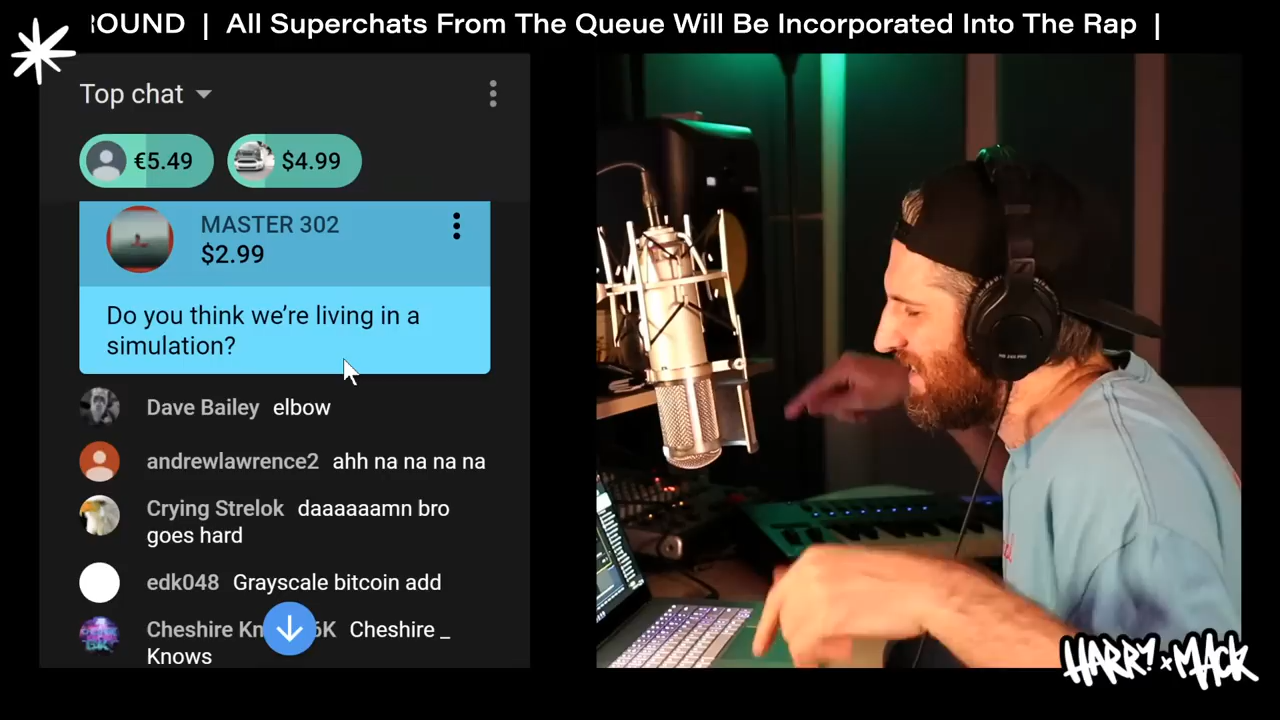 ROUND | All Superchats From The Queue Will Be Incorporated Into The Rap |
Top chat
€5.49 $4.99
MASTER 302
$2.99
Do you think we’re living in a
simulation?
Dave Bailey elbow
andrewlawrence2 ahh na na na na
Crying Strelok daaaaaamn bro
goes hard
edk048 Grayscale bitcoin add
Cheshire Kn 6K Cheshire _
Knows
HARRY x MACK